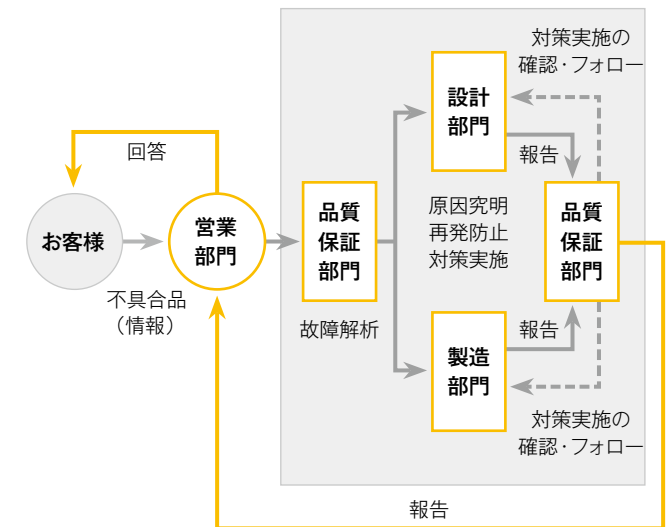 対策実施の
確認・フォロー
設計
部門
回答
報告
お客様
営業
部門
品質
保証
部門
原因究明
再発防止
対策実施
品質
保証
部門
不具合品
（情報）
故障解析
報告
製造
部門
対策実施の
確認・フォロー
報告